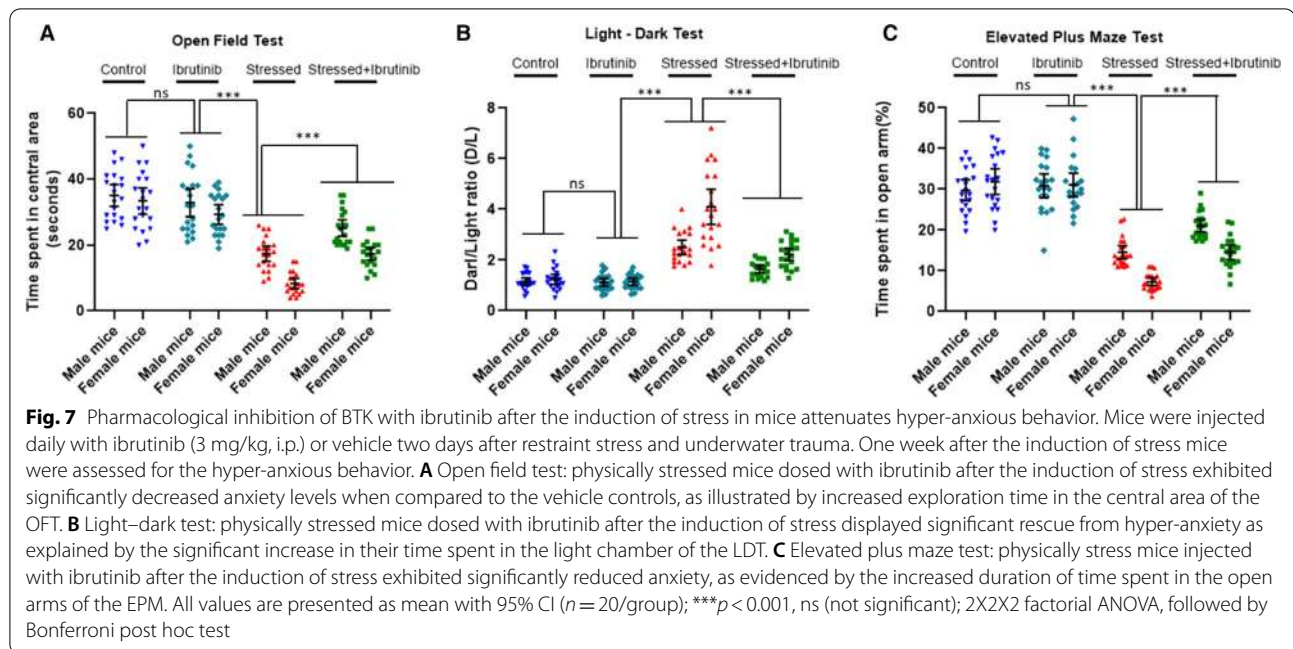 A
Open Field Test
Control Ibrutinib Stressed Stressed+Ibrutinib
ns
***
***
Time spent in central area
(seconds)
60
40
20
0
Male mice
Female mice
Male mice
Female mice
Male mice
Female mice
Male mice
Female mice
B
Light - Dark Test
Control Ibrutinib Stressed Stressed+Ibrutinib
***
***
ns
Darl/Light ratio (D/L)
8
6
4
2
0
Male mice
Female mice
Male mice
Female mice
Male mice
Female mice
Male mice
Female mice
C
Elevated Plus Maze Test
Control Ibrutinib Stressed Stressed+Ibrutinib
ns
***
***
Time spent in open arm(%)
50
40
30
20
10
0
Male mice
Female mice
Male mice
Female mice
Male mice
Female mice
Male mice
Female mice
Fig. 7 Pharmacological inhibition of BTK with ibrutinib after the induction of stress in mice attenuates hyper-anxious behavior. Mice were injected
daily with ibrutinib (3 mg/kg, i.p.) or vehicle two days after restraint stress and underwater trauma. One week after the induction of stress mice
were assessed for the hyper-anxious behavior. A Open field test: physically stressed mice dosed with ibrutinib after the induction of stress exhibited
significantly decreased anxiety levels when compared to the vehicle controls, as illustrated by increased exploration time in the central area of the
OFT. B Light–dark test: physically stressed mice dosed with ibrutinib after the induction of stress displayed significant rescue from hyper-anxiety as
explained by the significant increase in their time spent in the light chamber of the LDT. C Elevated plus maze test: physically stress mice injected
with ibrutinib after the induction of stress exhibited significantly reduced anxiety, as evidenced by the increased duration of time spent in the open
arms of the EPM. All values are presented as mean with 95% CI (n = 20/group); ***p < 0.001, ns (not significant); 2X2X2 factorial ANOVA, followed by
Bonferroni post hoc test